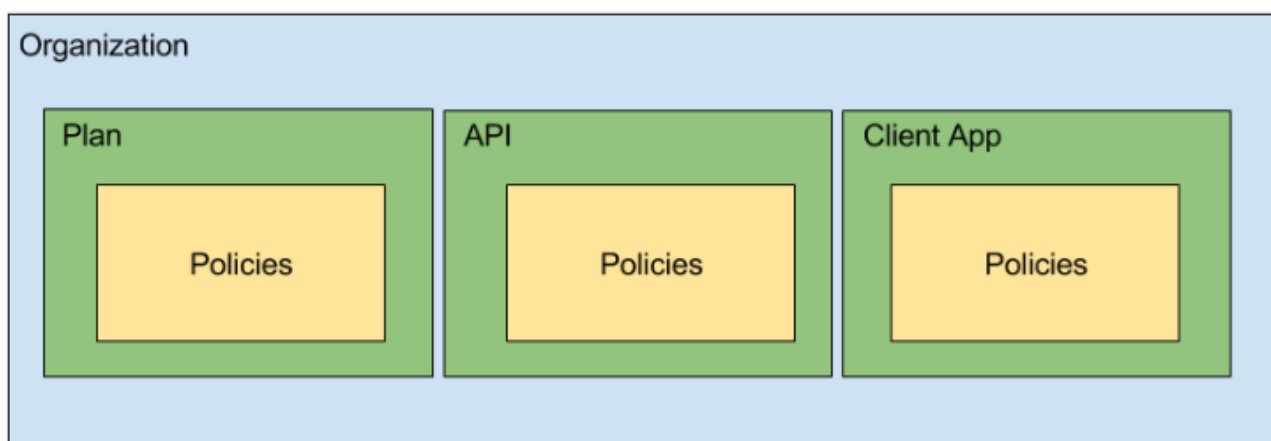 Organization
Plan
API
Client App
Policies
Policies
Policies